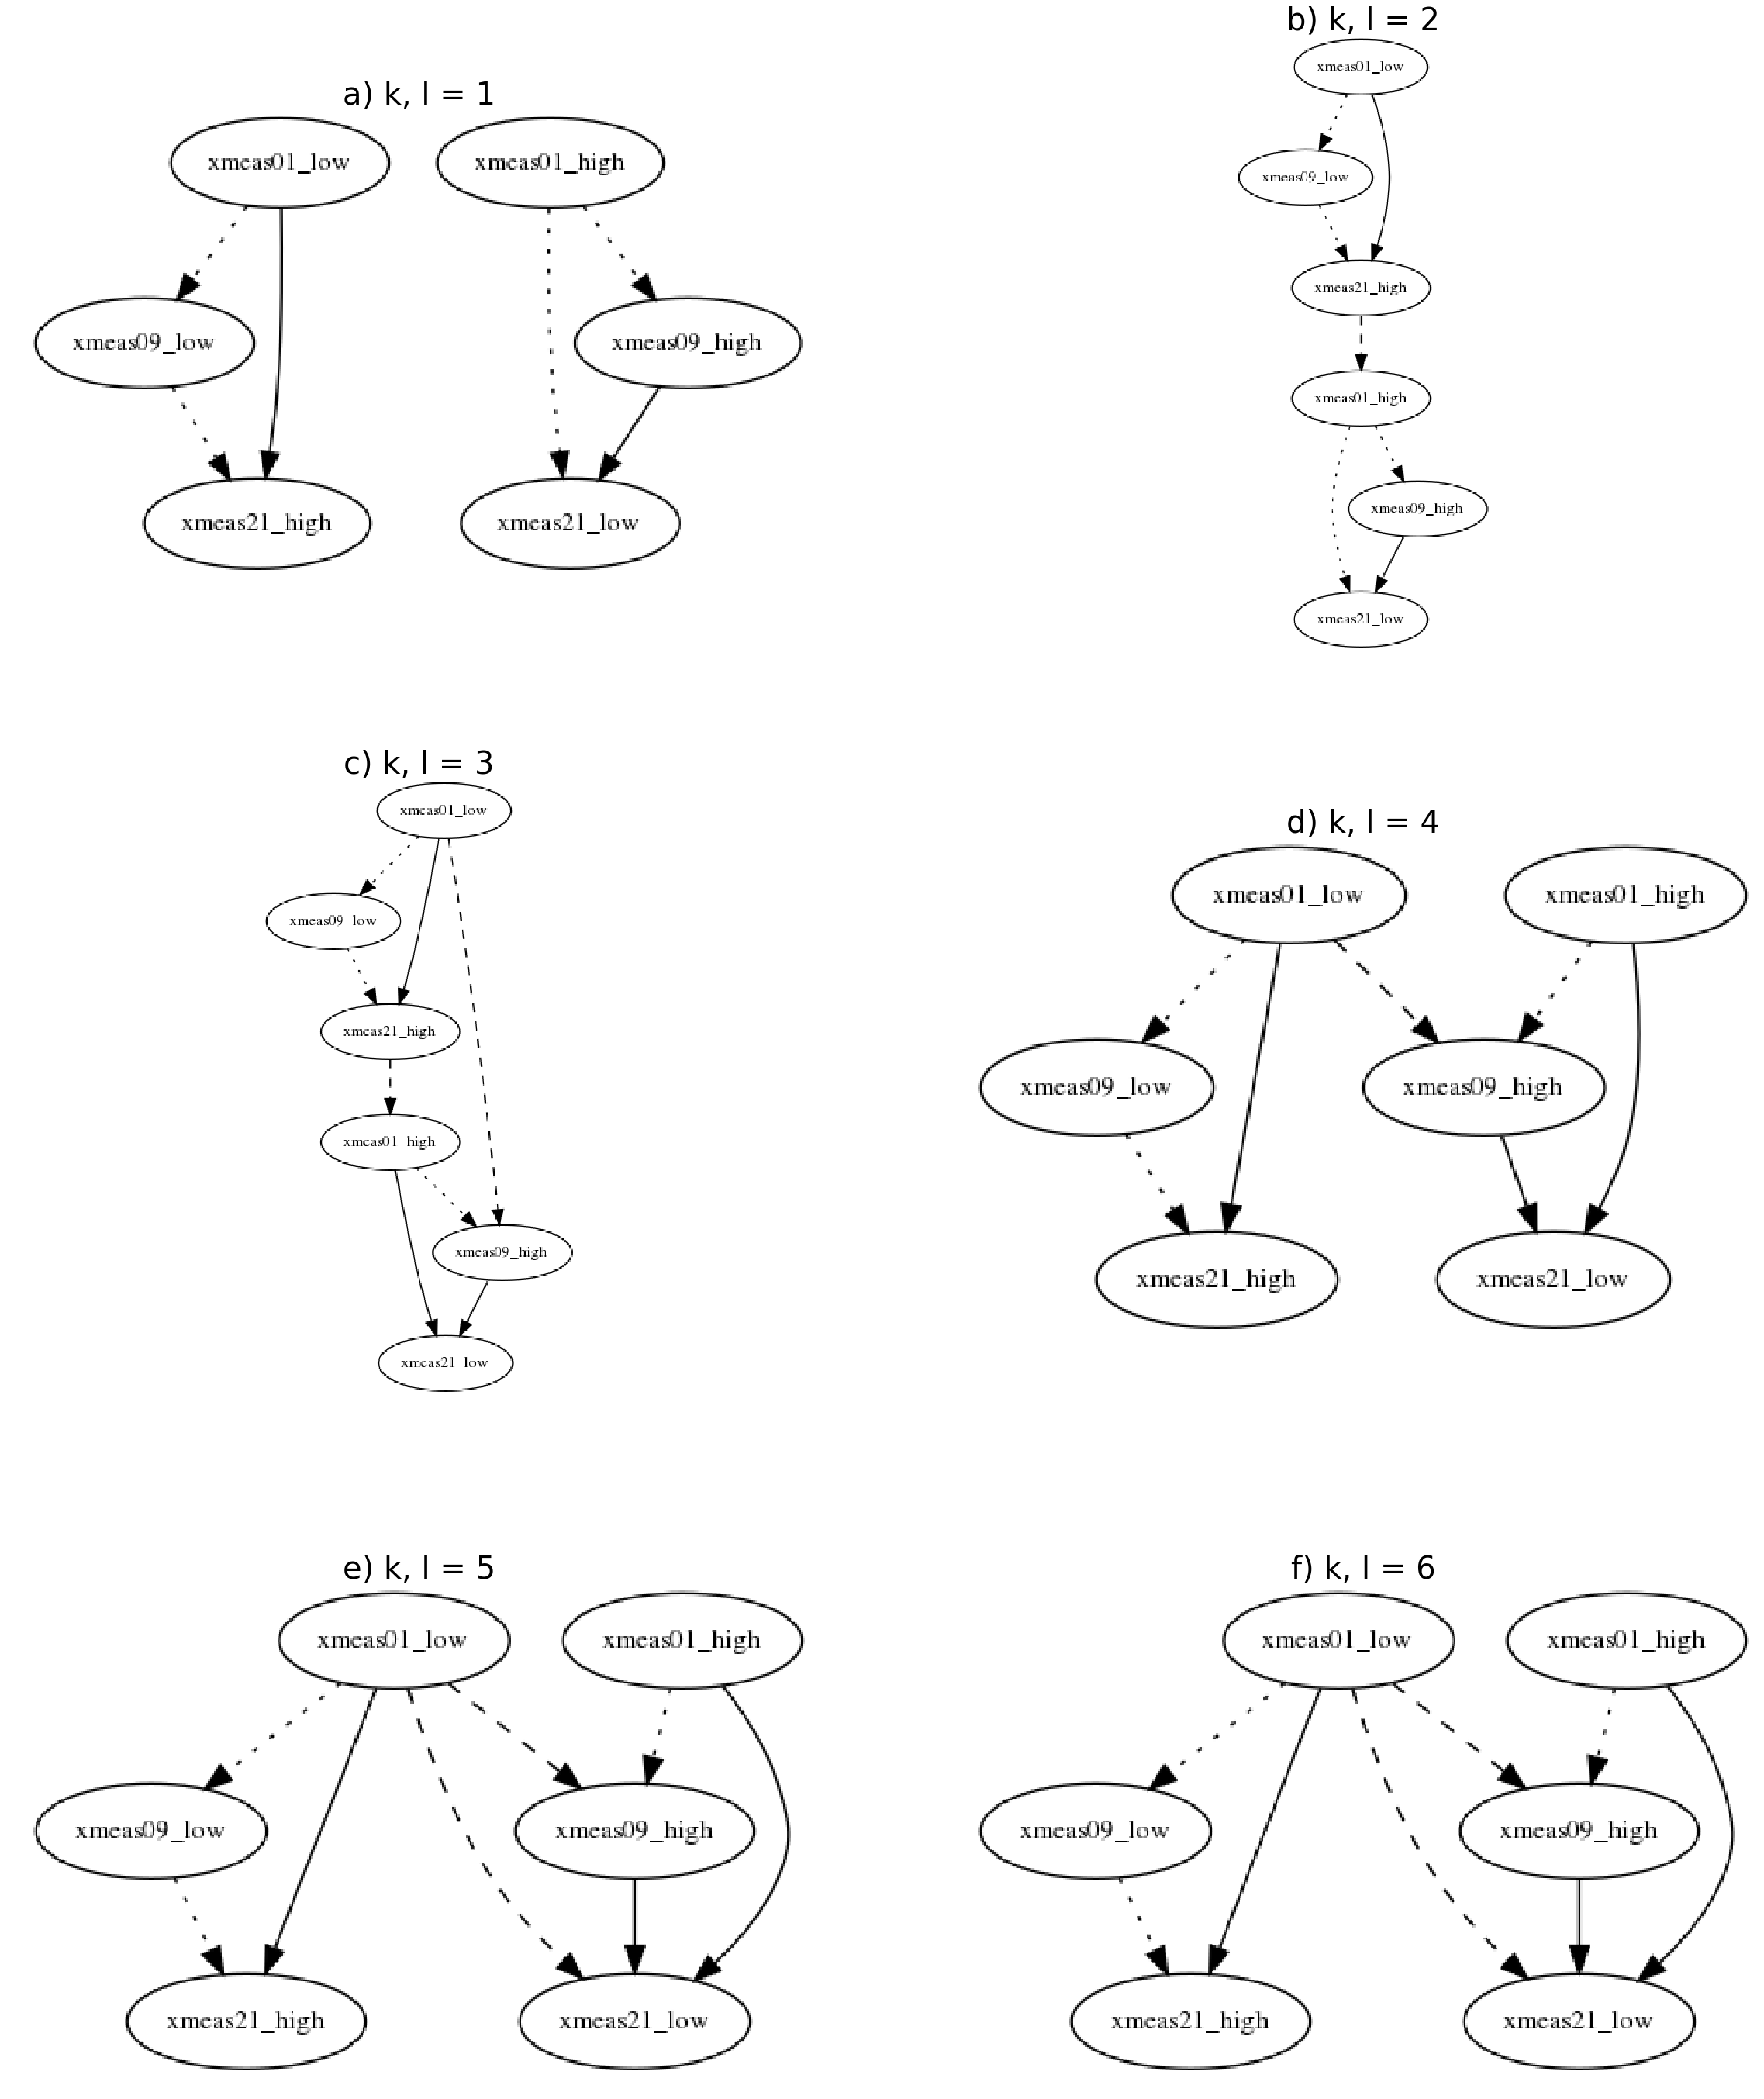 a) k, l = 1
xmeas01_low
xmeas01_high
xmeas09_low
xmeas09_high
xmeas21_high
xmeas21_low
b) k, l = 2
xmeas01_low
xmeas09_low
xmeas21_high
xmeas01_high
xmeas09_high
xmeas21_low
c) k, l = 3
xmeas01_low
xmeas09_low
xmeas21_high
xmeas01_high
xmeas09_high
xmeas21_low
d) k, l = 4
xmeas01_low
xmeas01_high
xmeas09_low
xmeas09_high
xmeas21_high
xmeas21_low
e) k, l = 5
xmeas01_low
xmeas01_high
xmeas09_low
xmeas09_high
xmeas21_high
xmeas21_low
f) k, l = 6
xmeas01_low
xmeas01_high
xmeas09_low
xmeas09_high
xmeas21_high
xmeas21_low